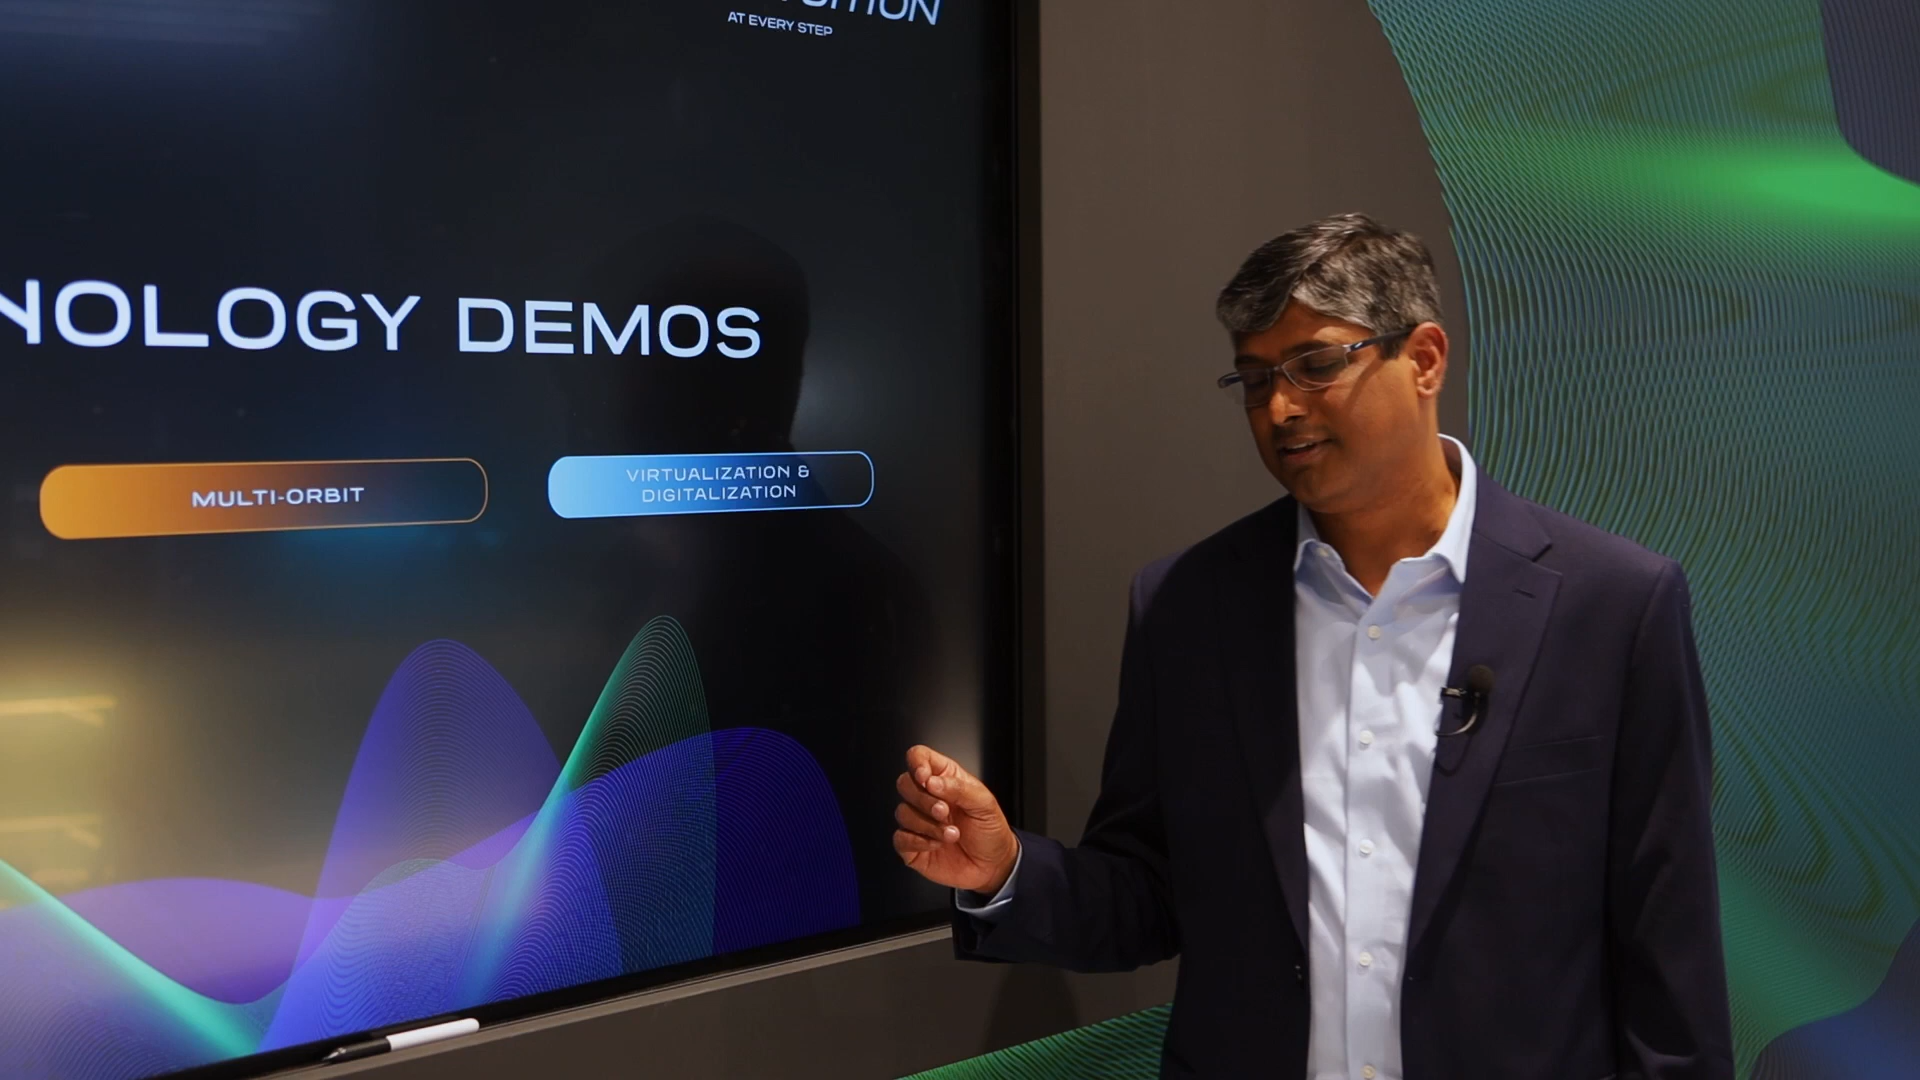 AT EVERY STEP
NOLOGY DEMOS
MULTI-ORBIT
VIRTUALIZATION &
DIGITALIZATION